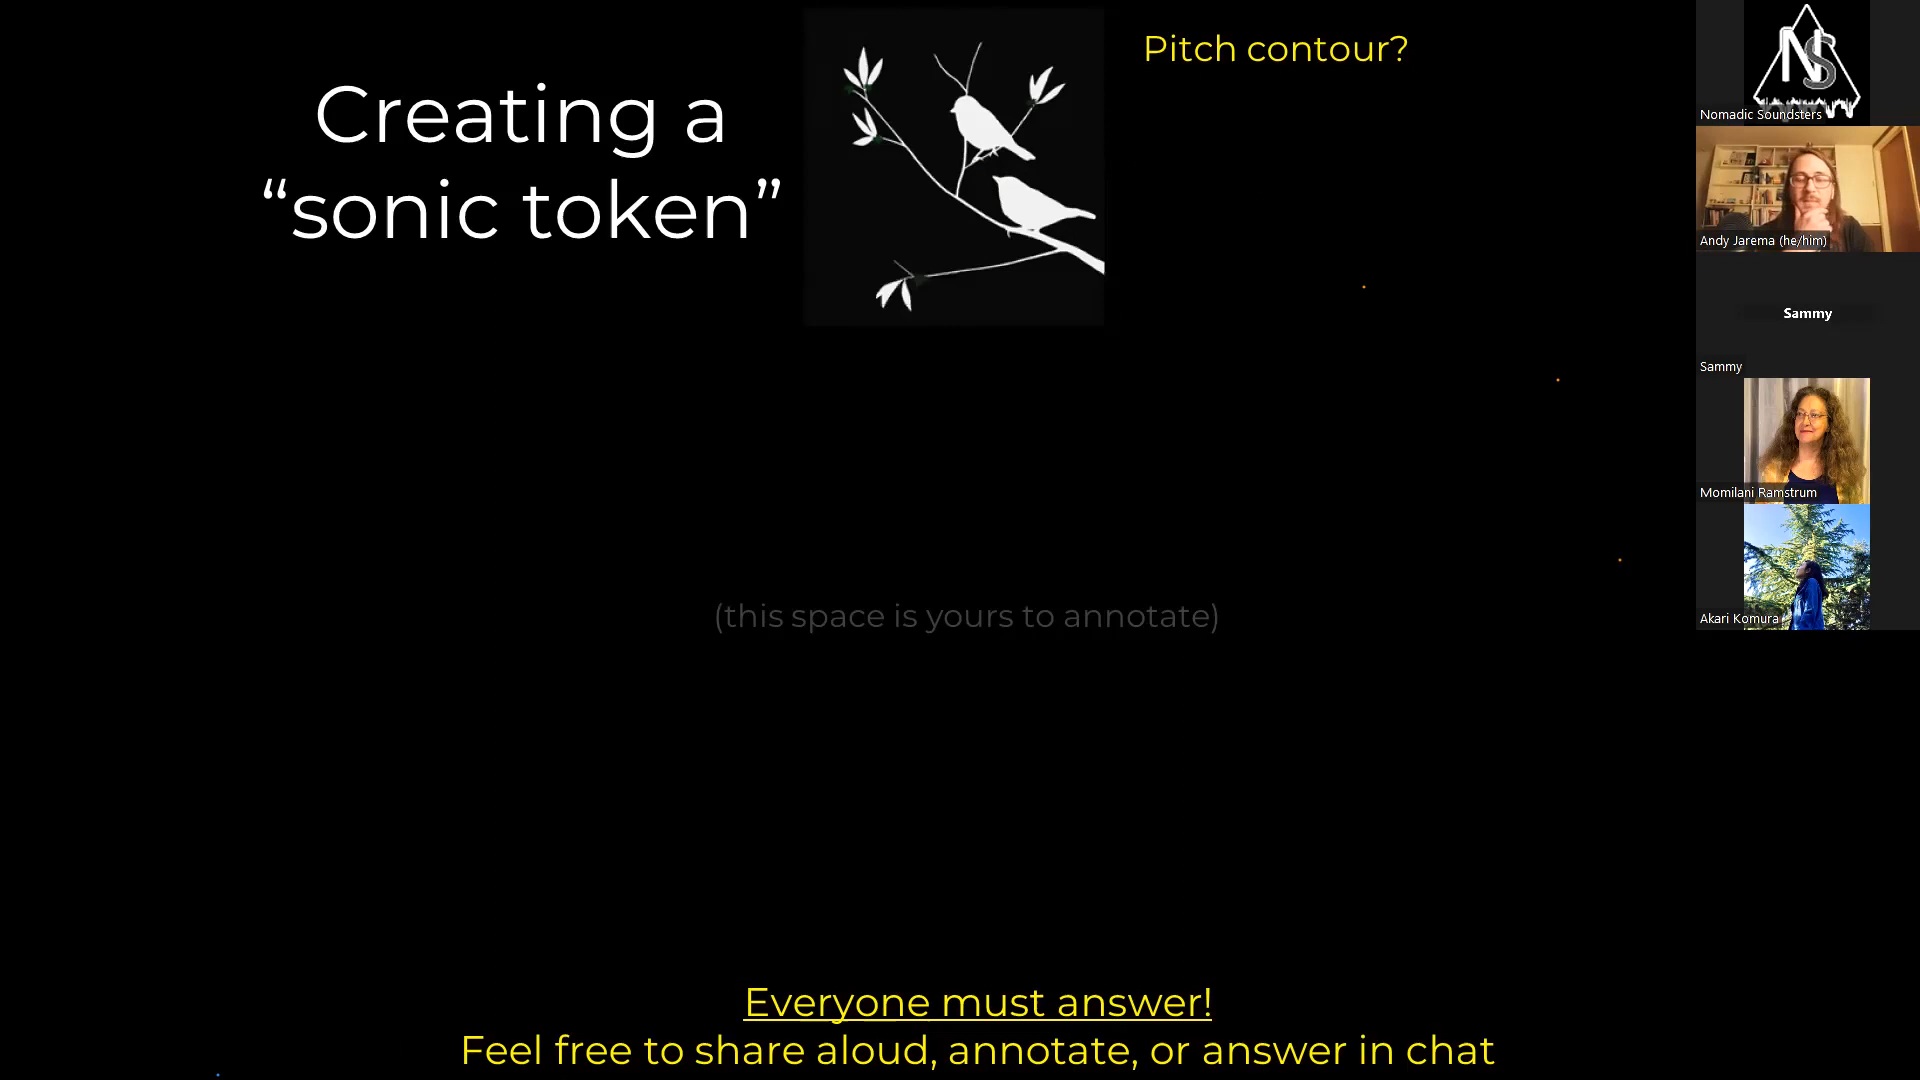 Creating a
“sonic token”
Pitch contour?
(this space is yours to annotate)
Everyone must answer!
Feel free to share aloud, annotate, or answer in chat
NS
Nomadic Soundsters
Andy Jarema (he/him)
Sammy
Sammy
Momilani Ramstrum
Akari Komura